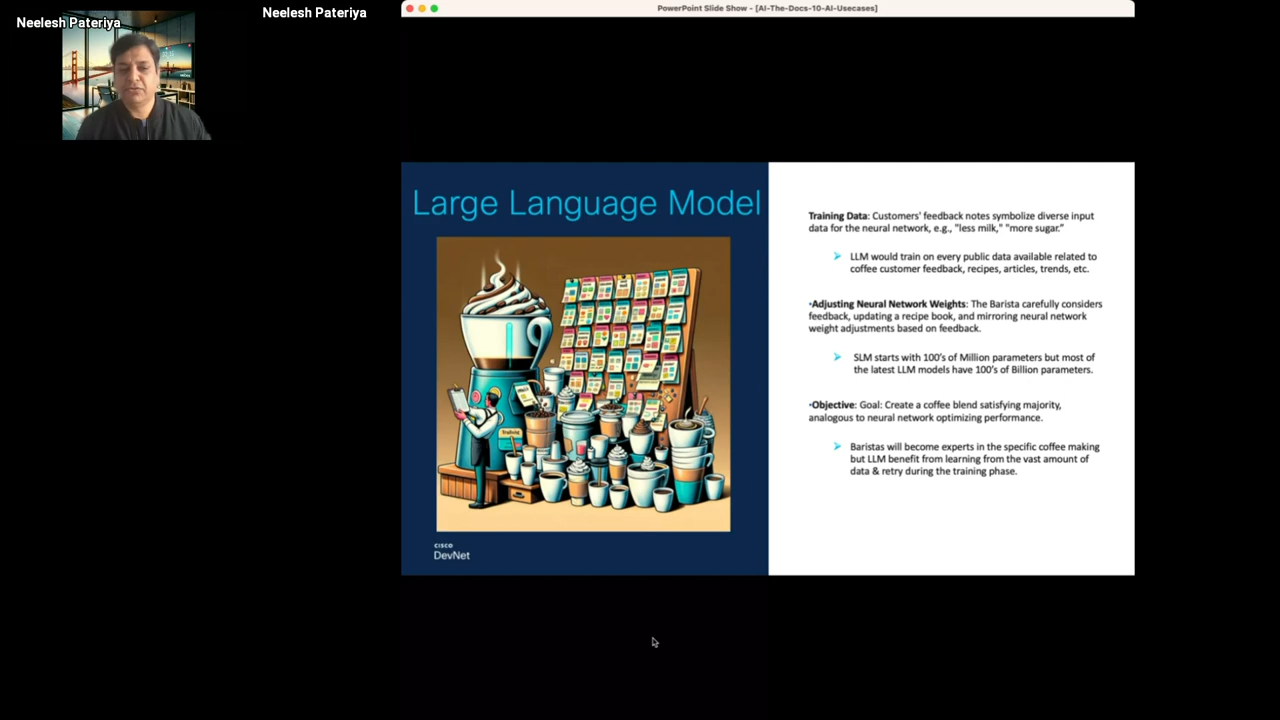 Neelesh Pateriya
Neelesh Pateriya
PowerPoint Slide Show - [AI-The-Docs-10-AI-Usecases]
Large Language Model
CISCO
DevNet
Training Data: Customers' feedback notes symbolize diverse input
data for the neural network, e.g., "less milk," "more sugar."
➤ LLM would train on every public data available related to
coffee customer feedback, recipes, articles, trends, etc.
•Adjusting Neural Network Weights: The Barista carefully considers
feedback, updating a recipe book, and mirroring neural network
weight adjustments based on feedback.
➤ SLM starts with 100's of Million parameters but most of
the latest LLM models have 100's of Billion parameters.
•Objective: Goal: Create a coffee blend satisfying majority,
analogous to neural network optimizing performance.
➤ Baristas will become experts in the specific coffee making
but LLM benefit from learning from the vast amount of
data & retry during the training phase.